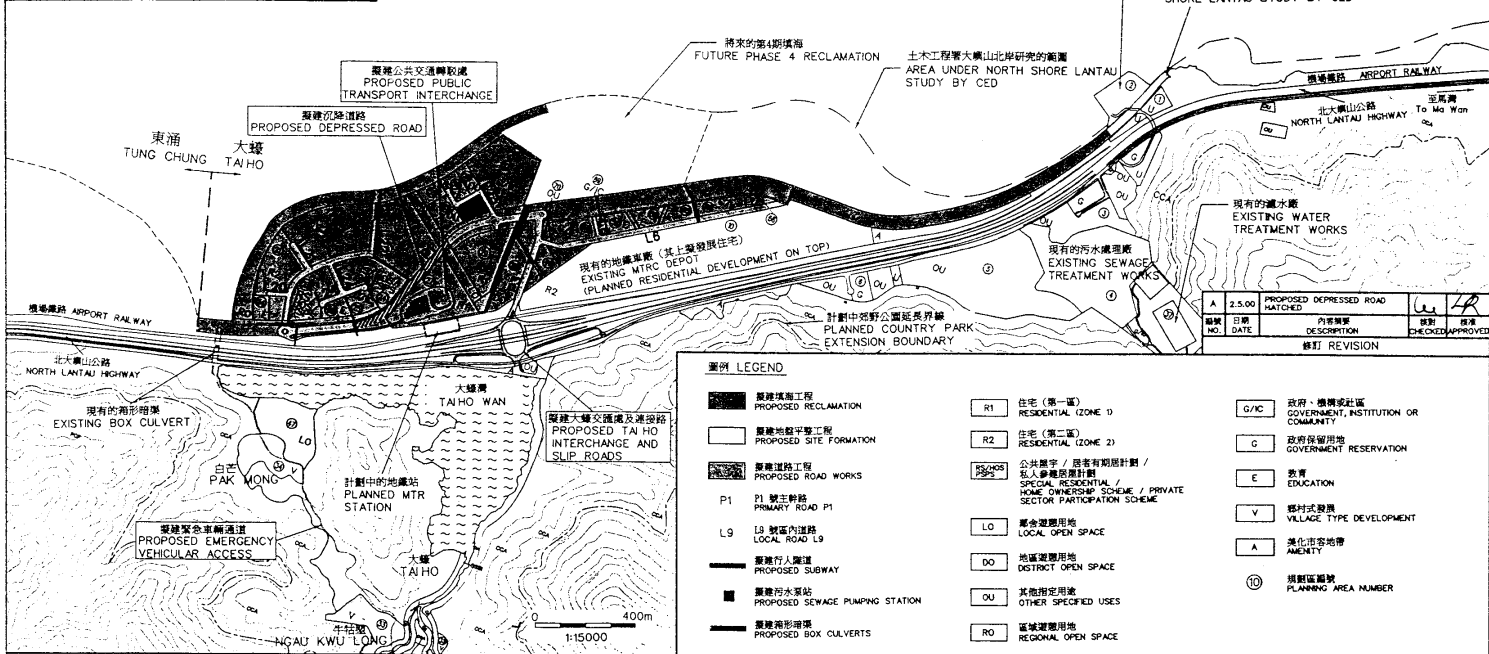 SHORE LANTAU STUDY BY CED
將來的第4期填海
FUTURE PHASE 4 RECLAMATION
土木工程署大嶼山北岸研究的範圍
AREA UNDER NORTH SHORE LANTAU
STUDY BY CED
機場鐵路 AIRPORT RAILWAY
北大嶼山公路
NORTH LANTAU HIGHWAY
至馬灣
To Ma Wan
擬建公共交通轉駁處
PROPOSED PUBLIC
TRANSPORT INTERCHANGE
擬建沉降道路
PROPOSED DEPRESSED ROAD
東涌
TUNG CHUNG
大蠔
TAI HO
現有的地鐵車廠 (其上擬發展住宅)
EXISTING MTRC DEPOT
(PLANNED RESIDENTIAL DEVELOPMENT ON TOP)
L6
R2
G/IC
OU
現有的濾水廠
EXISTING WATER
TREATMENT WORKS
現有的污水處理廠
EXISTING SEWAGE
TREATMENT WORKS
計劃中郊野公園延長界線
PLANNED COUNTRY PARK
EXTENSION BOUNDARY
機場鐵路 AIRPORT RAILWAY
北大嶼山公路
NORTH LANTAU HIGHWAY
現有的箱形暗渠
EXISTING BOX CULVERT
大蠔灣
TAI HO WAN
擬建大蠔交匯處及連接路
PROPOSED TAI HO
INTERCHANGE AND
SLIP ROADS
LO
白芒
PAK MONG
V
計劃中的地鐵站
PLANNED MTR
STATION
擬建緊急車輛通道
PROPOSED EMERGENCY
VEHICULAR ACCESS
大蠔
TAI HO
V
牛牯塱
NGAU KWU LONG
0 400m
1:15000
A 2.5.00 PROPOSED DEPRESSED ROAD
HATCHED
編號 日期 內容摘要 核對 核准
NO. DATE DESCRIPTION CHECKED APPROVED
修訂 REVISION
圖例 LEGEND
擬建填海工程
PROPOSED RECLAMATION
擬建地盤平整工程
PROPOSED SITE FORMATION
擬建道路工程
PROPOSED ROAD WORKS
P1 P1 號主幹路
PRIMARY ROAD P1
L9 L9 號區內道路
LOCAL ROAD L9
擬建行人隧道
PROPOSED SUBWAY
擬建污水泵站
PROPOSED SEWAGE PUMPING STATION
擬建箱形暗渠
PROPOSED BOX CULVERTS
R1 住宅 (第一區)
RESIDENTIAL (ZONE 1)
R2 住宅 (第二區)
RESIDENTIAL (ZONE 2)
RS/HOS
PSPS
公共屋宇 / 居者有期居計劃 /
私人參建居屋計劃
SPECIAL RESIDENTIAL /
HOME OWNERSHIP SCHEME / PRIVATE
SECTOR PARTICIPATION SCHEME
LO 鄰舍遊憩用地
LOCAL OPEN SPACE
DO 地區遊憩用地
DISTRICT OPEN SPACE
OU 其他指定用途
OTHER SPECIFIED USES
RO 區域遊憩用地
REGIONAL OPEN SPACE
G/IC 政府、機構或社區
GOVERNMENT, INSTITUTION OR
COMMUNITY
G 政府保留用地
GOVERNMENT RESERVATION
E 教育
EDUCATION
V 鄉村式發展
VILLAGE TYPE DEVELOPMENT
A 美化市容地帶
AMENITY
10 規劃區編號
PLANNING AREA NUMBER